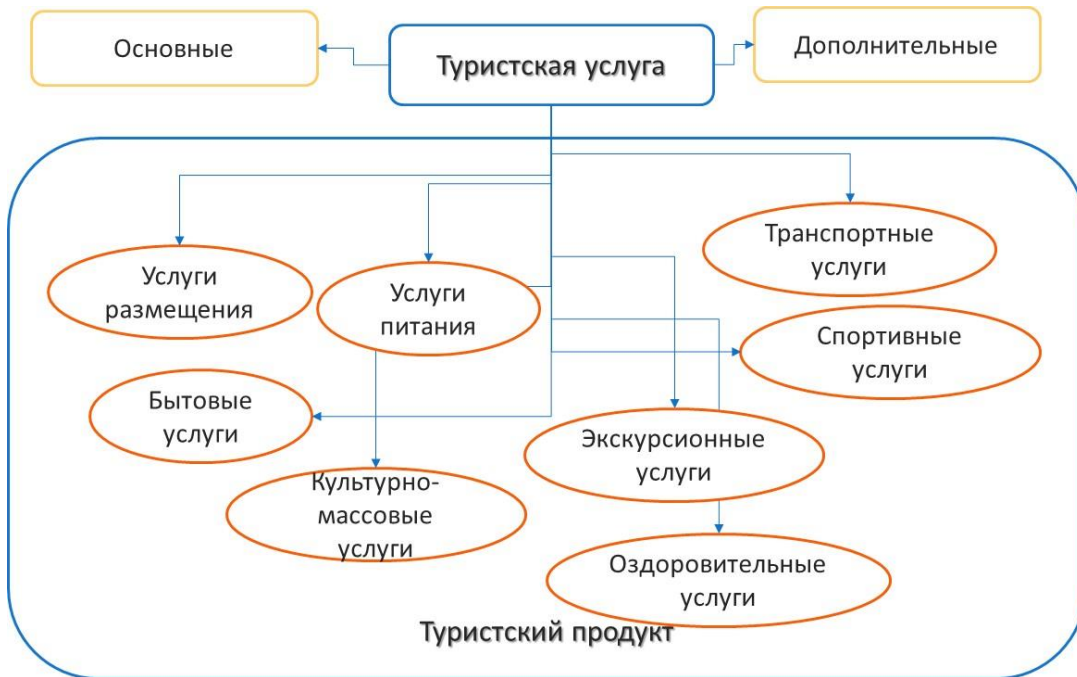 Основные
Туристская услуга
Дополнительные
Транспортные
услуги
Услуги
размещения
Услуги
питания
Спортивные
услуги
Бытовые
услуги
Экскурсионные
услуги
Культурно-
массовые
услуги
Оздоровительные
услуги
Туристский продукт